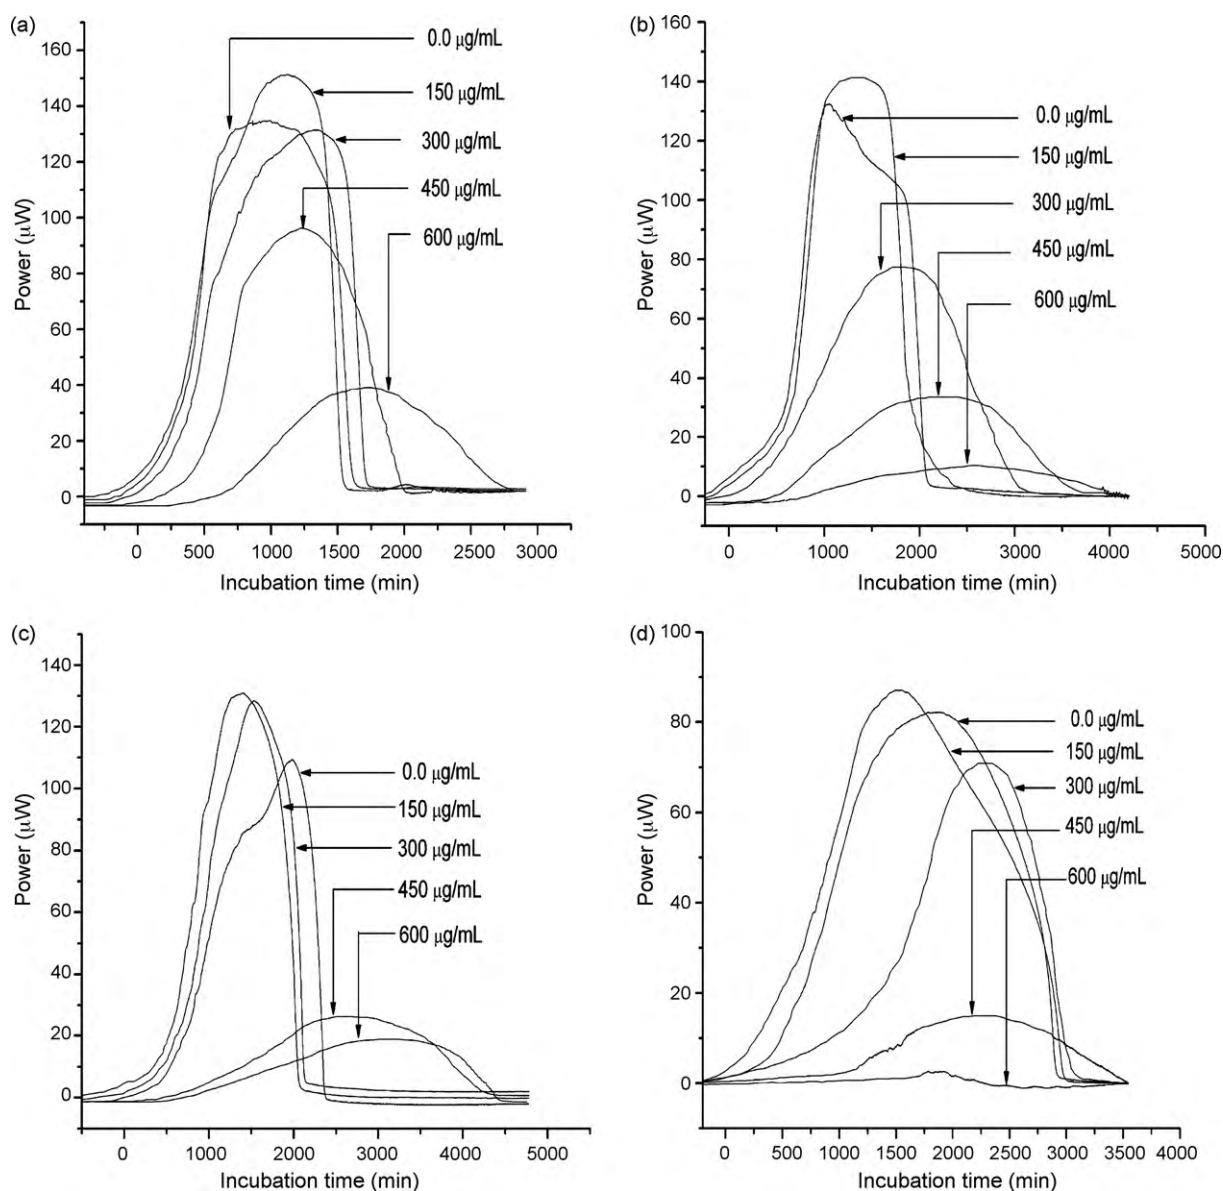 (a)
160
140
120
100
80
60
40
20
0
Power (μW)
0.0 μg/mL
150 μg/mL
300 μg/mL
450 μg/mL
600 μg/mL
0 500 1000 1500 2000 2500 3000
Incubation time (min)
(b)
160
140
120
100
80
60
40
20
0
Power (μW)
0.0 μg/mL
150 μg/mL
300 μg/mL
450 μg/mL
600 μg/mL
0 1000 2000 3000 4000 5000
Incubation time (min)
(c)
140
120
100
80
60
40
20
0
Power (μW)
0.0 μg/mL
150 μg/mL
300 μg/mL
450 μg/mL
600 μg/mL
0 1000 2000 3000 4000 5000
Incubation time (min)
(d)
100
80
60
40
20
0
Power (μW)
0.0 μg/mL
150 μg/mL
300 μg/mL
450 μg/mL
600 μg/mL
0 500 1000 1500 2000 2500 3000 3500 4000
Incubation time (min)